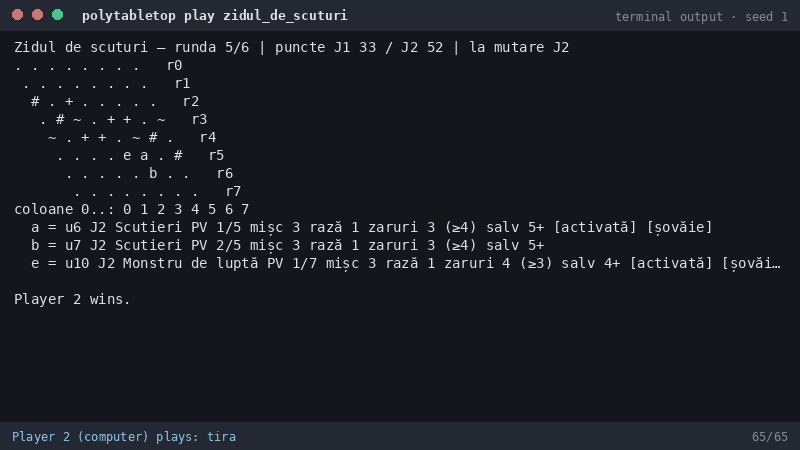 polytabletop play zidul_de_scuturi
terminal output · seed 1
Zidul de scuturi — runda 5/6 | puncte J1 33 / J2 52 | la mutare J2
. . . . . . . .   r0
 . . . . . . . .   r1
  # . + . . . . .   r2
   . # ~ . + + . ~   r3
    ~ . + + . ~ # .   r4
     . . . . e a . #   r5
      . . . . . b . .   r6
       . . . . . . . .   r7
coloane 0..: 0 1 2 3 4 5 6 7
  a = u6 J2 Scutieri PV 1/5 mișc 3 rază 1 zaruri 3 (≥4) salv 5+ [activată] [șovăie]
  b = u7 J2 Scutieri PV 2/5 mișc 3 rază 1 zaruri 3 (≥4) salv 5+
  e = u10 J2 Monstru de luptă PV 1/7 mișc 3 rază 1 zaruri 4 (≥3) salv 4+ [activată] [șovăi…
Player 2 wins.
Player 2 (computer) plays: tira
65/65